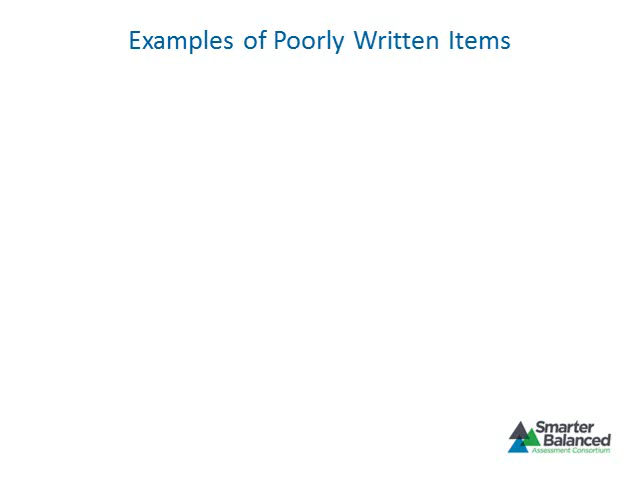 Examples of Poorly Written Items
Smarter
Balanced
Assessment Consortium